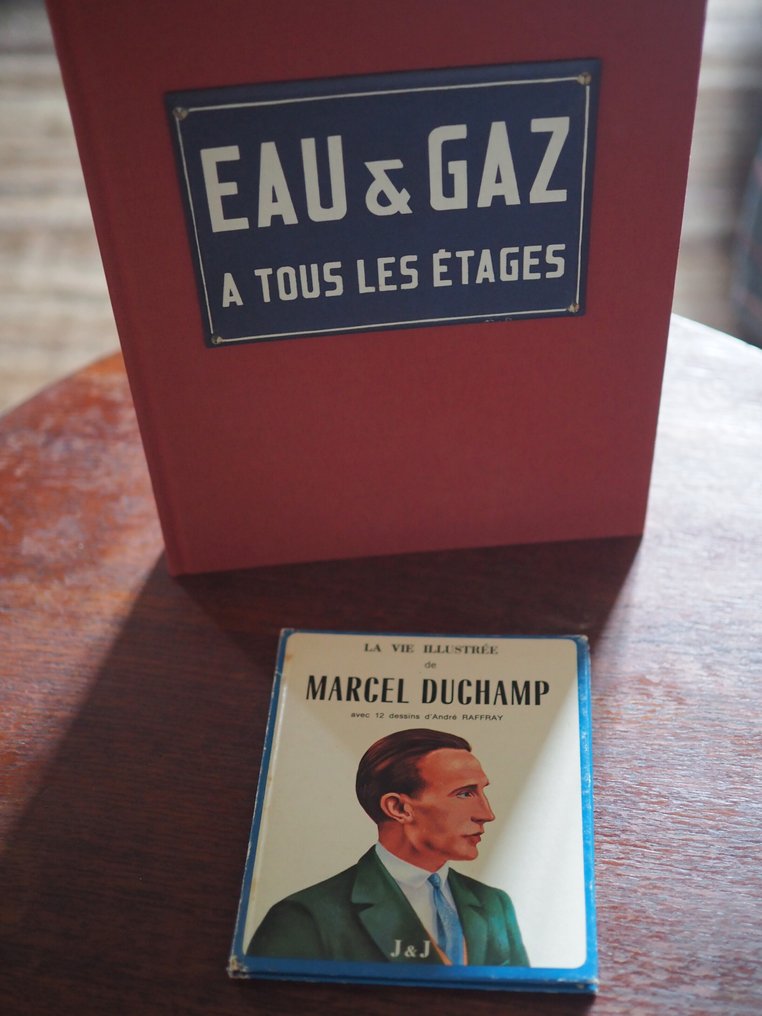 EAU & GAZ
A TOUS LES ÉTAGES
LA VIE ILLUSTRÉE
de
MARCEL DUCHAMP
avec 12 dessins d'André RAFFRAY
J & J